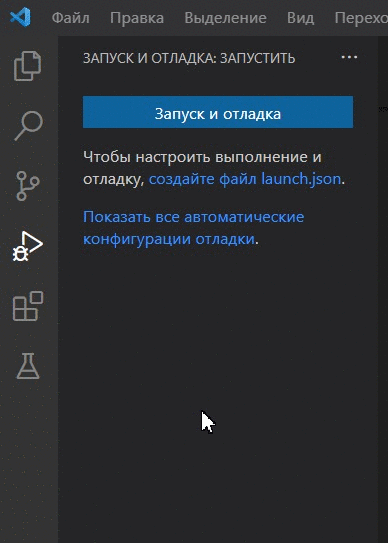 Файл Правка Выделение Вид Перехо
ЗАПУСК И ОТЛАДКА: ЗАПУСТИТЬ ...
Запуск и отладка
Чтобы настроить выполнение и
отладку, создайте файл launch.json.
Показать все автоматические
конфигурации отладки.